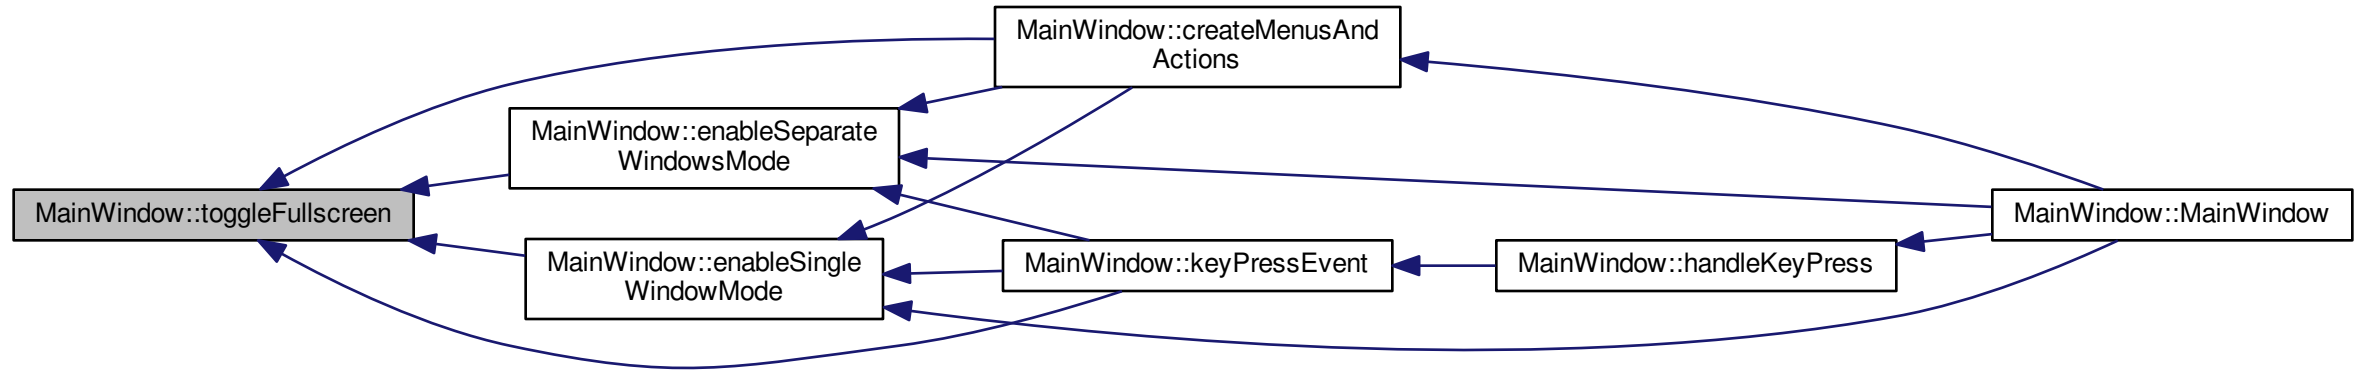 MainWindow::createMenusAnd
Actions
MainWindow::enableSeparate
WindowsMode
MainWindow::toggleFullscreen
MainWindow::MainWindow
MainWindow::enableSingle
WindowMode
MainWindow::keyPressEvent
MainWindow::handleKeyPress